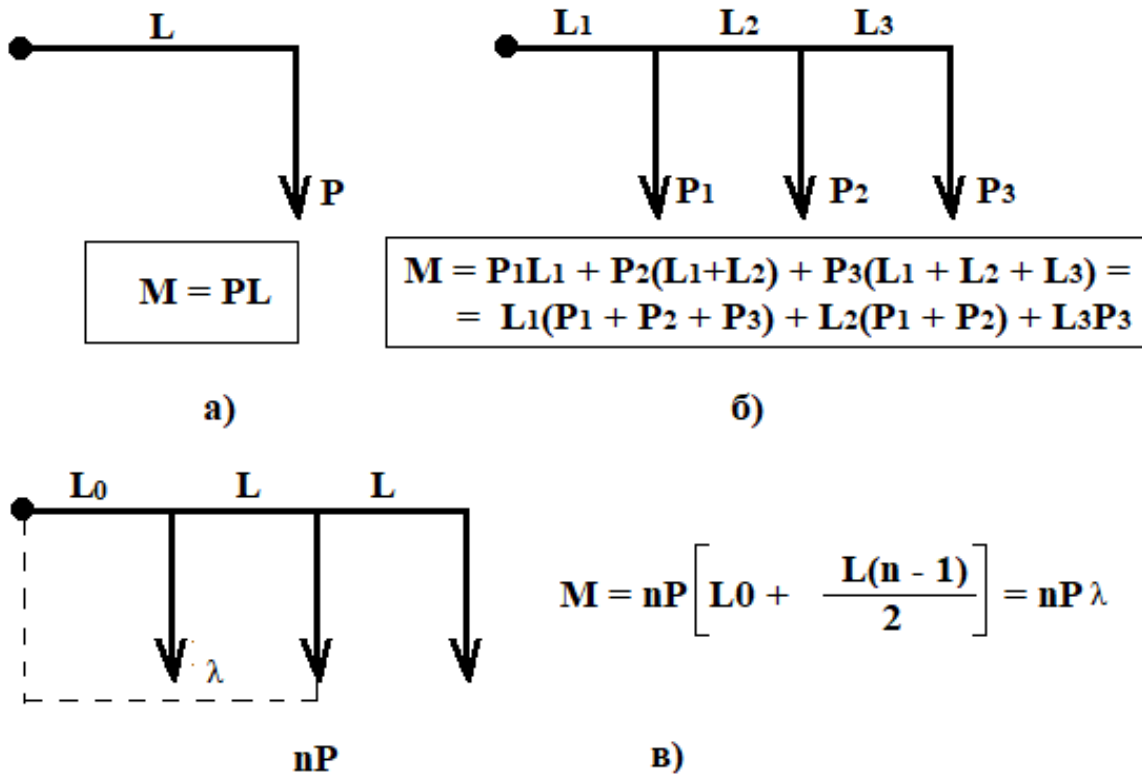 L
P
M = PL
а)
L1 L2 L3
P1 P2 P3
M = P1L1 + P2(L1+L2) + P3(L1 + L2 + L3) =
= L1(P1 + P2 + P3) + L2(P1 + P2) + L3P3
б)
L0 L L
λ
nP
M = nP[L0 + L(n - 1)/2] = nPλ
в)